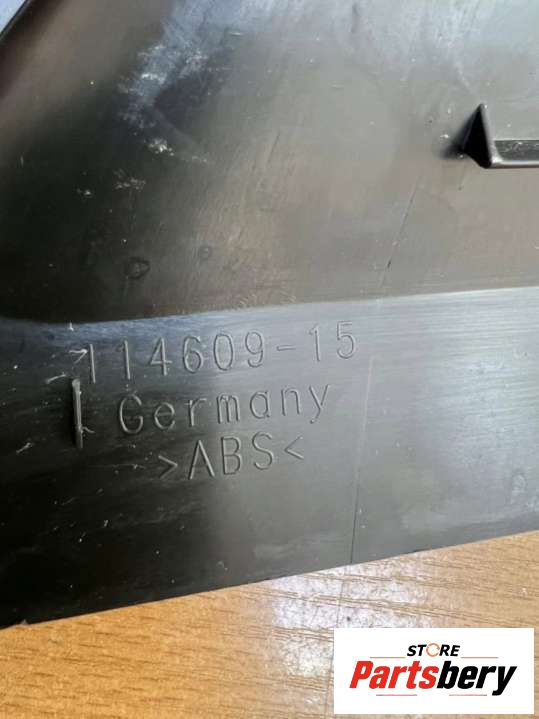 114609-15
Germany
>ABS<
STORE
Partsbery